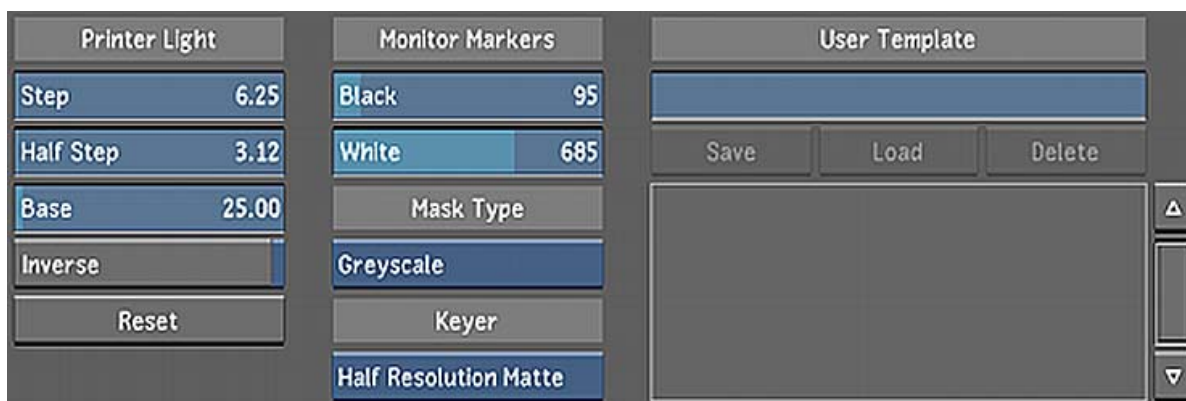 Printer Light
Step 6.25
Half Step 3.12
Base 25.00
Inverse
Reset
Monitor Markers
Black 95
White 685
Mask Type
Greyscale
Keyer
Half Resolution Matte
User Template
Save Load Delete